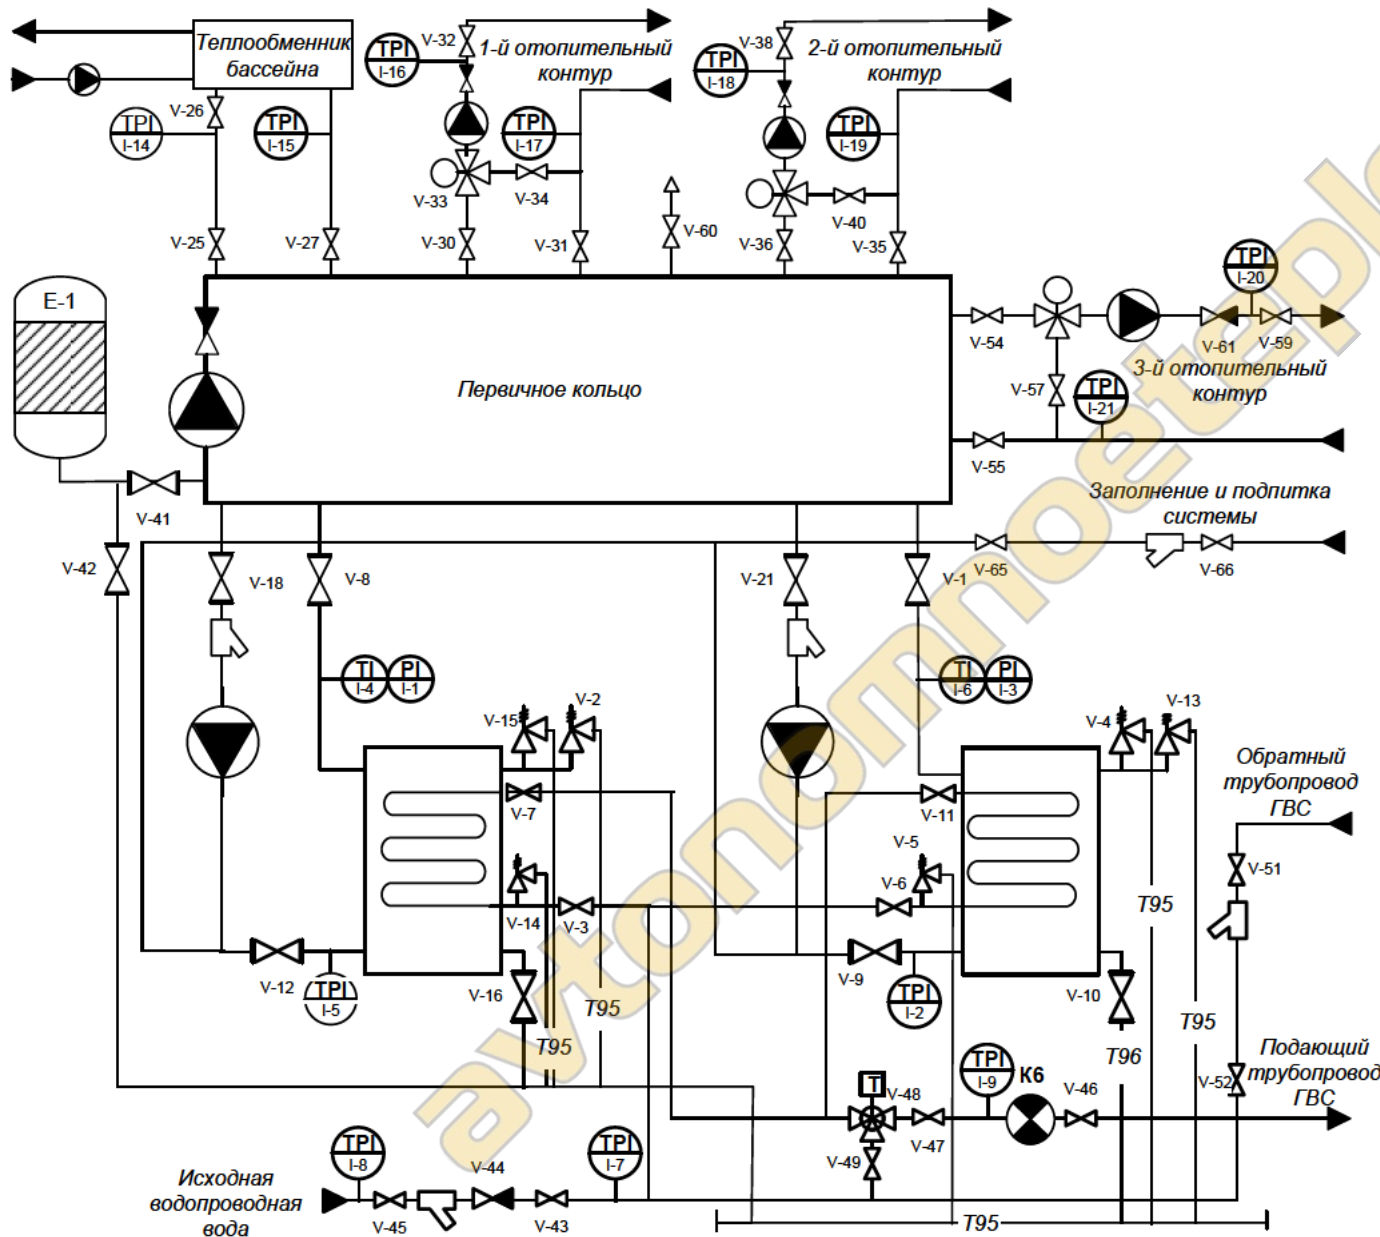 Теплообменник
бассейна
V-26
TPI
I-14
TPI
I-15
V-25
V-27
TPI
I-16
V-32
1-й отопительный
контур
TPI
I-17
V-33
V-34
V-30
V-31
V-60
TPI
I-18
V-38
2-й отопительный
контур
TPI
I-19
V-40
V-36
V-35
E-1
Первичное кольцо
V-54
TPI
I-20
V-61
V-59
3-й отопительный
контур
V-57
TPI
I-21
V-55
V-41
V-42
Заполнение и подпитка
системы
V-65
V-66
V-18
V-8
V-21
V-1
TI
I-4
PI
I-1
TI
I-6
PI
I-3
V-15
V-2
V-7
V-14
V-3
V-12
TPI
I-5
V-16
T95
T95
V-4
V-13
V-11
V-5
V-6
V-9
TPI
I-2
V-10
T95
T95
T96
Обратный
трубопровод
ГВС
V-51
V-52
Подающий
трубопровод
ГВС
T
V-48
V-47
TPI
I-9
К6
V-46
V-49
TPI
I-8
V-44
TPI
I-7
Исходная
водопроводная
вода
V-45
V-43
T95
avtonomnoeteplo